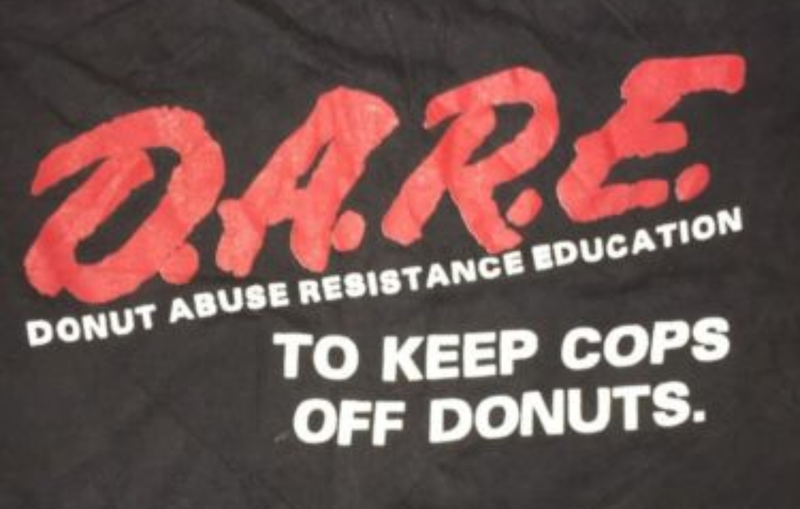 D.A.R.E.
DONUT ABUSE RESISTANCE EDUCATION
TO KEEP COPS
OFF DONUTS.